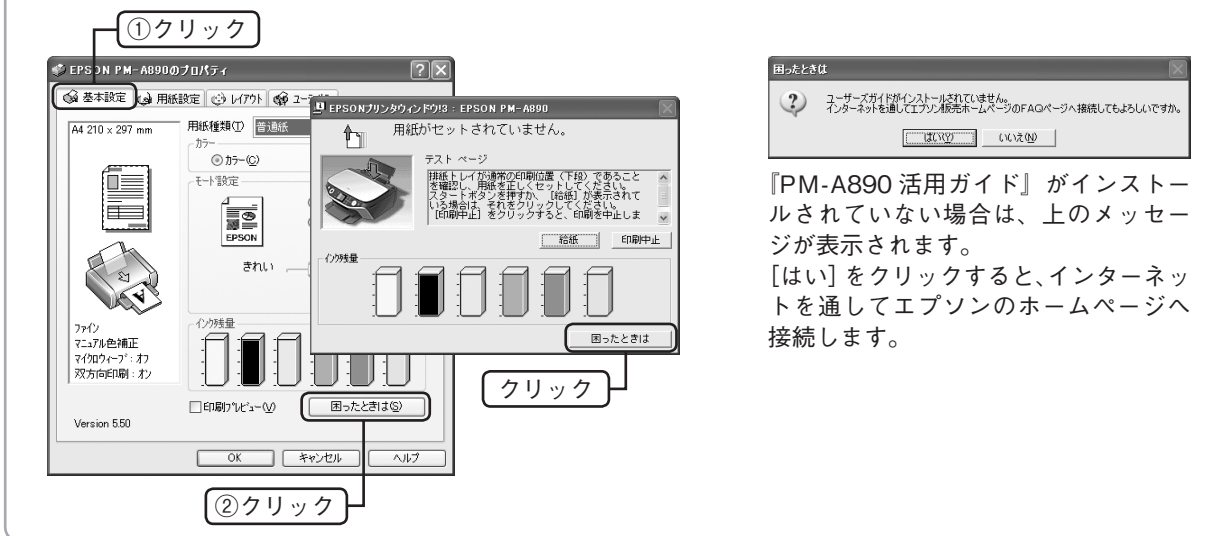 ①クリック
EPSON PM-A890のプロパティ
基本設定
用紙設定
レイアウト
A4 210 × 297 mm
用紙種類(T)
普通紙
カラー
カラー(C)
モード設定
EPSON
きれい
ファイン
マニュアル色補正
マイクロウィーブ：オフ
双方向印刷：オン
インク残量
印刷プレビュー(V)
困ったときは(S)
Version 5.50
OK
キャンセル
ヘルプ
②クリック
EPSONプリンタウィンドウ!3 : EPSON PM-A890
用紙がセットされていません。
テスト ページ
排紙トレイが通常の印刷位置（下段）であること
を確認し、用紙を正しくセットしてください。
スタートボタンを押すか、［給紙］が表示されて
いる場合は、それをクリックしてください。
［印刷中止］をクリックすると、印刷を中止しま
給紙
印刷中止
インク残量
困ったときは
クリック
困ったときは
ユーザーズガイドがインストールされていません。
インターネットを通してエプソン販売ホームページのFAQページへ接続してもよろしいですか。
はい(Y)
いいえ(N)
『PM-A890 活用ガイド』がインストー
ルされていない場合は、上のメッセー
ジが表示されます。
［はい］をクリックすると、インターネッ
トを通してエプソンのホームページへ
接続します。